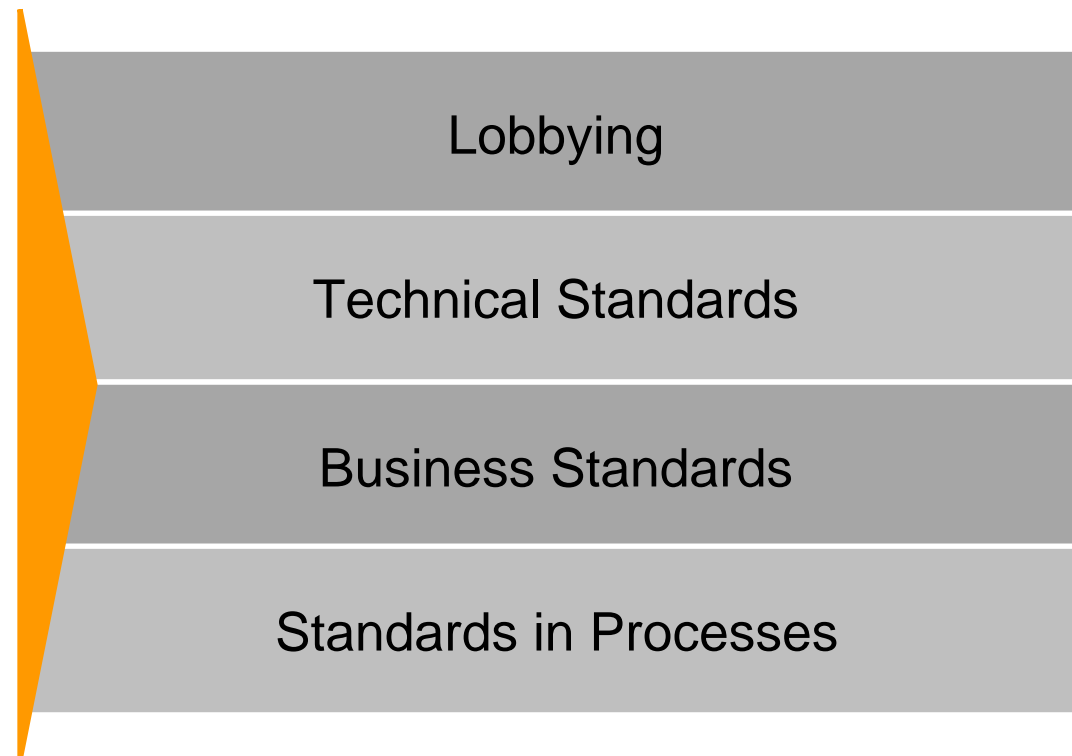 Lobbying
Technical Standards
Business Standards
Standards in Processes